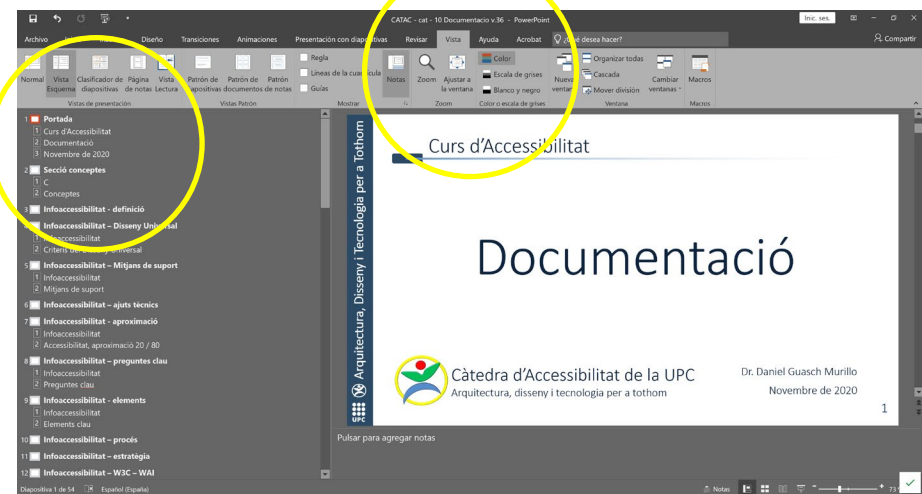 CATAC - cat - 10 Documentacio v.36 - PowerPoint
Inic. ses.
Archivo
Diseño
Transiciones
Animaciones
Presentación con diapositivas
Revisar
Vista
Ayuda
Acrobat
desea hacer?
Compartir
Normal
Vista Esquema
Clasificador de diapositivas
Página de notas
Vista Lectura
Vistas de presentación
Patrón de diapositivas
Patrón de documentos
Patrón de notas
Vistas Patrón
Regla
Líneas de la cuadrícula
Guías
Mostrar
Notas
Zoom
Ajustar a la ventana
Zoom
Color
Escala de grises
Blanco y negro
Color o escala de grises
Nueva ventana
Organizar todas
Cascada
Mover división
Cambiar ventanas
Ventana
Macros
Macros
1 Portada
1 Curs d'Accessibilitat
2 Documentació
3 Novembre de 2020
2 Secció conceptes
1 C
2 Conceptes
3 Infoaccessibilitat - definició
4 Infoaccessibilitat – Disseny Universal
1 Infoaccessibilitat
2 Criteris del Disseny Universal
5 Infoaccessibilitat – Mitjans de suport
1 Infoaccessibilitat
2 Mitjans de suport
6 Infoaccessibilitat – ajuts tècnics
7 Infoaccessibilitat - aproximació
1 Infoaccessibilitat
2 Accessibilitat, aproximació 20 / 80
8 Infoaccessibilitat – preguntes clau
1 Infoaccessibilitat
2 Preguntes clau
9 Infoaccessibilitat - elements
1 Infoaccessibilitat
2 Elements clau
10 Infoaccessibilitat – procés
11 Infoaccessibilitat – estratègia
12 Infoaccessibilitat – W3C – WAI
Arquitectura, Disseny i Tecnologia per a Tothom
UPC
Curs d'Accessibilitat
Documentació
Càtedra d'Accessibilitat de la UPC
Arquitectura, disseny i tecnologia per a tothom
Dr. Daniel Guasch Murillo
Novembre de 2020
1
Pulsar para agregar notas
Diapositiva 1 de 54
Español (España)
Notas